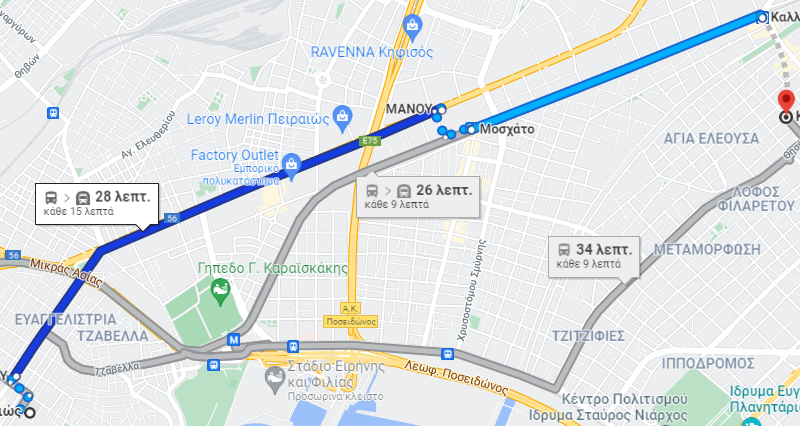 Καλλ
RAVENNA Κηφισός
Θηβών
ΜΑΝΟΥ
Leroy Merlin Πειραιώς
Μοσχάτο
Κ
Αγ. Ελευθερίου
E75
ΑΓΙΑ ΕΛΕΟΥΣΑ
Factory Outlet
Εμπορικό
πολυκατάστημα
28 λεπτ.
κάθε 15 λεπτά
26 λεπτ.
κάθε 9 λεπτά
ΛΟΦΟΣ
ΦΙΛΑΡΕΤΟΥ
56
34 λεπτ.
κάθε 9 λεπτά
ΜΕΤΑΜΟΡΦΩΣΗ
56
Μικράς Ασίας
Γήπεδο Γ. Καραϊσκάκης
Χρυσοστόμου Σμύρνης
Α.Κ.
Ποσειδώνος
ΕΥΑΓΓΕΛΙΣΤΡΙΑ
ΤΖΑΒΕΛΛΑ
ΤΖΙΤΖΙΦΙΕΣ
M
ΙΠΠΟΔΡΟΜΟΣ
Τζαβέλλα
Στάδιο Ειρήνης
και Φιλίας
Προσωρινά κλειστό
Λεωφ. Ποσειδώνος
Υ
Κέντρο Πολιτισμού
Ίδρυμα Σταύρος Νιάρχος
Ίδρυμα Ευγ
Πλανητάρι
ιώς